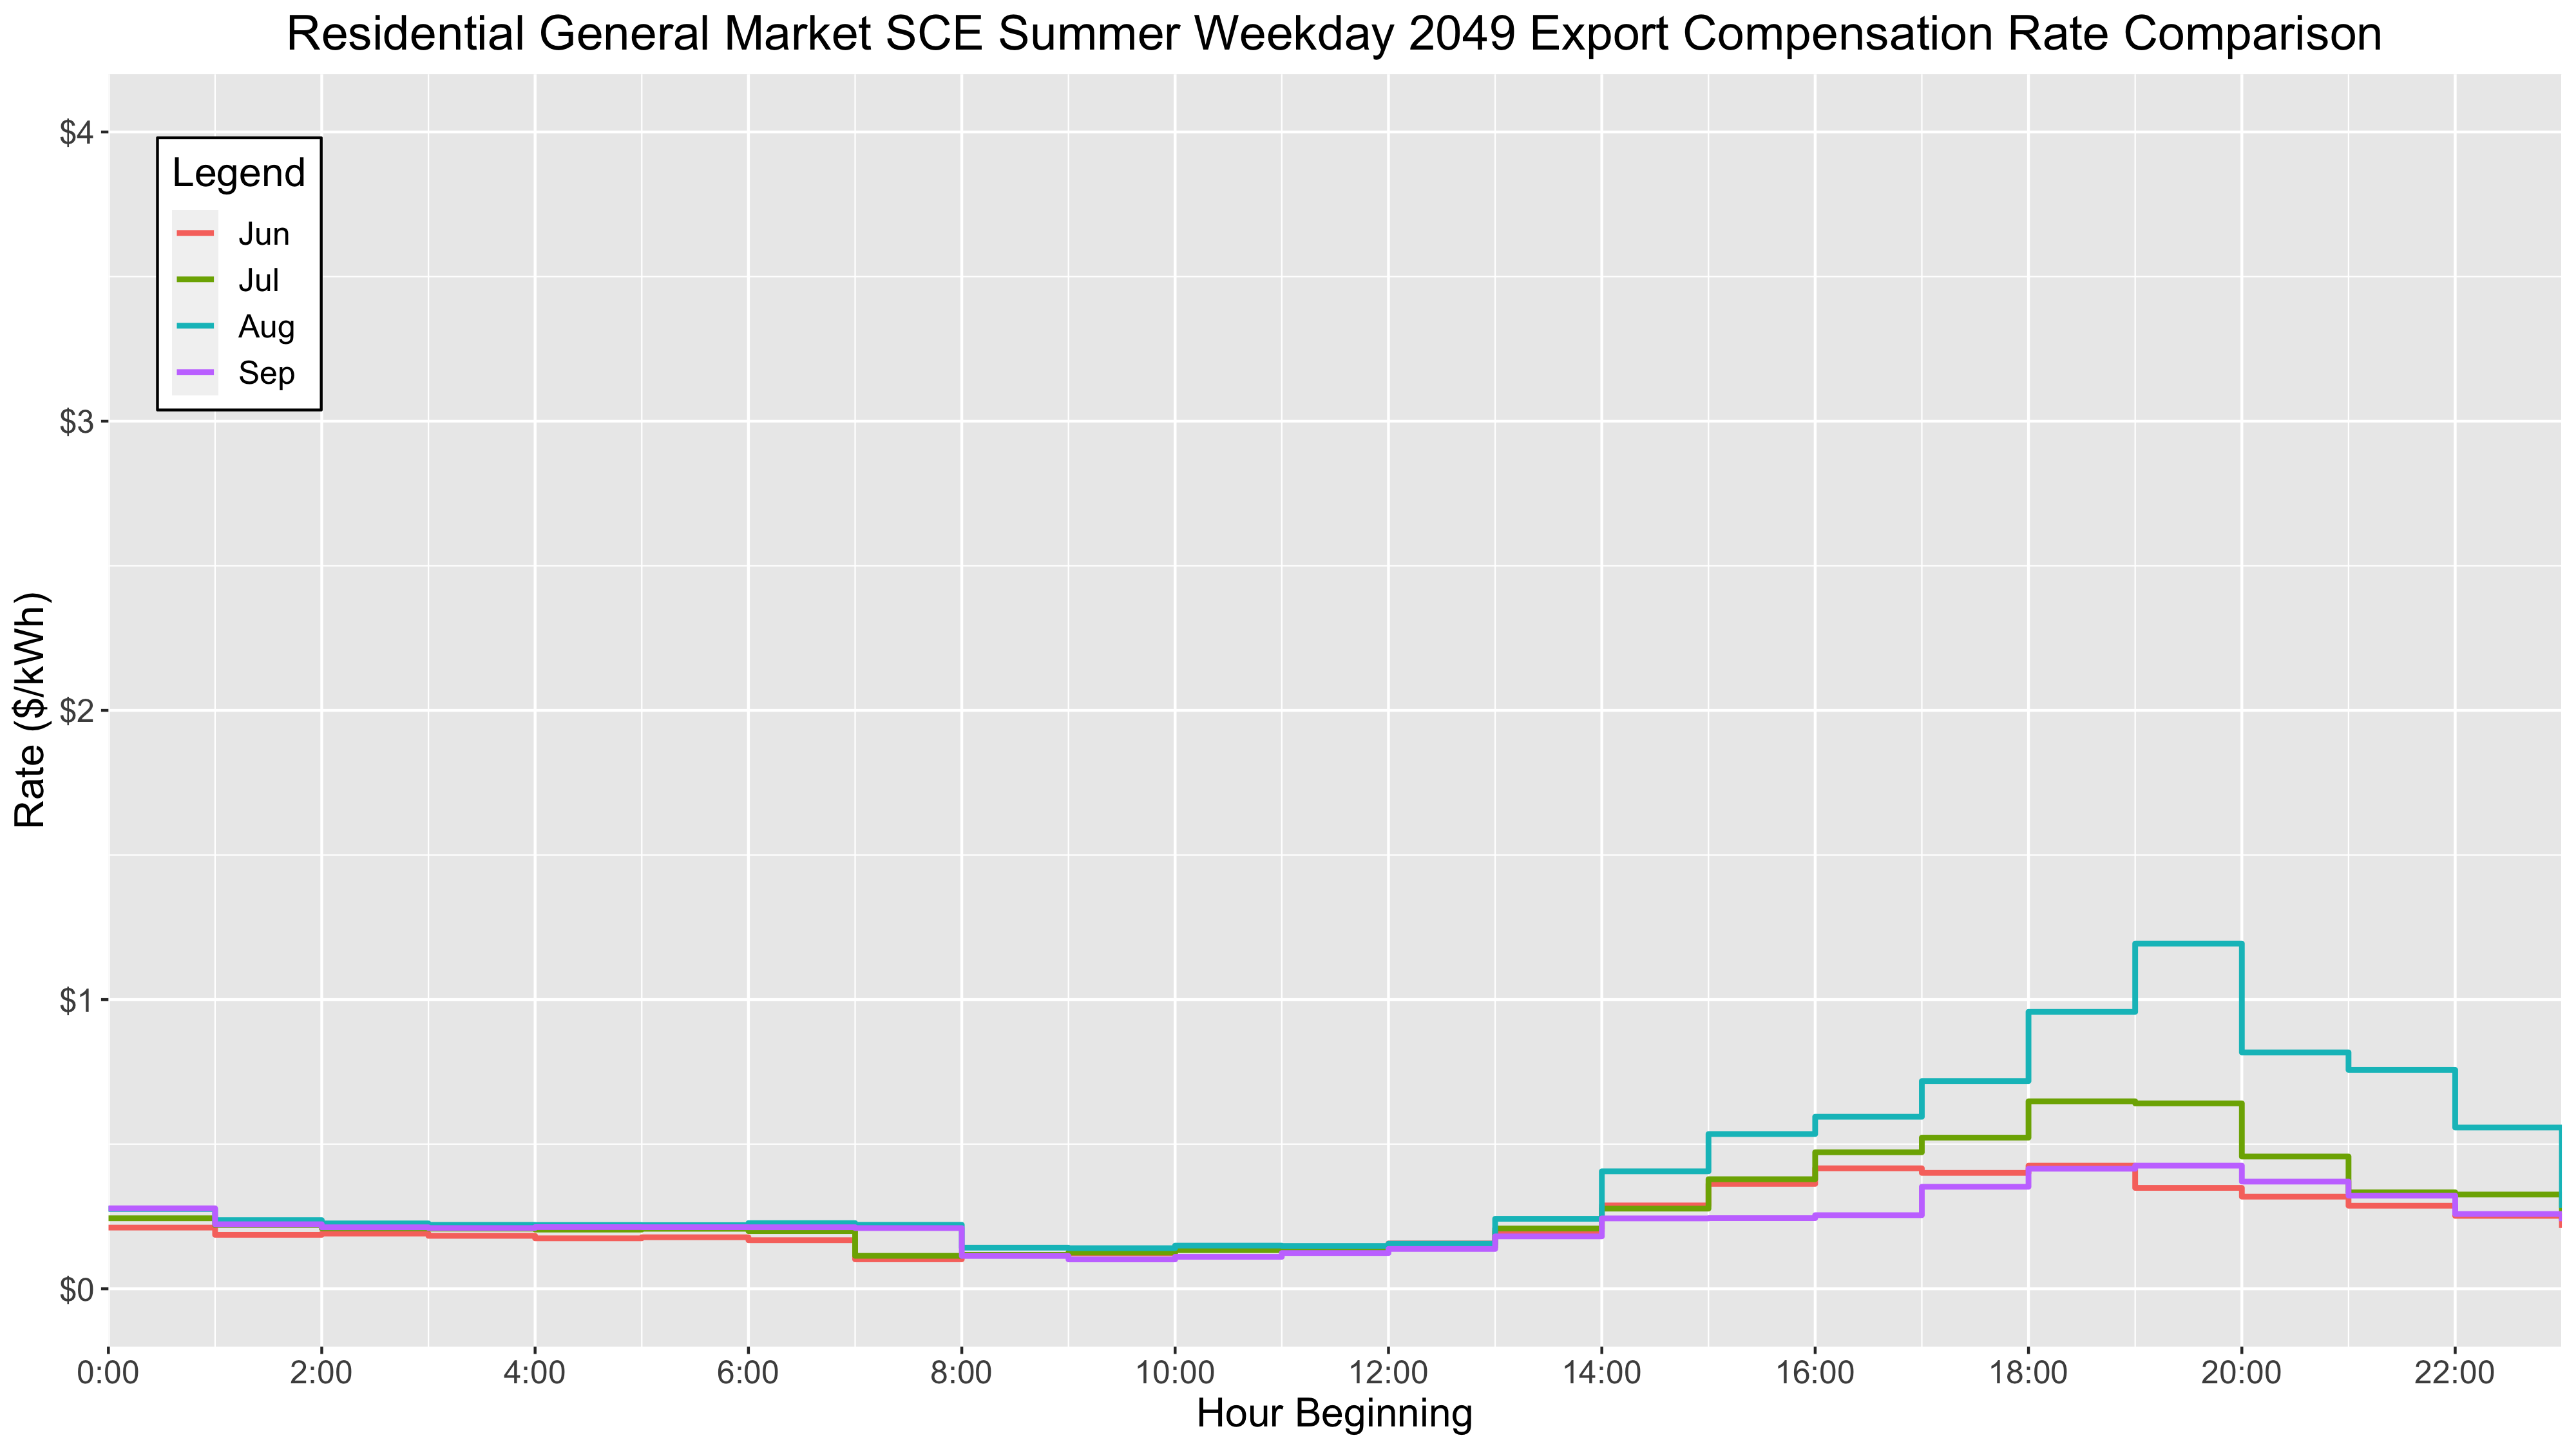 Residential General Market SCE Summer Weekday 2049 Export Compensation Rate Comparison
Rate ($/kWh)
$4
$3
$2
$1
$0
Legend
Jun
Jul
Aug
Sep
0:00 2:00 4:00 6:00 8:00 10:00 12:00 14:00 16:00 18:00 20:00 22:00
Hour Beginning